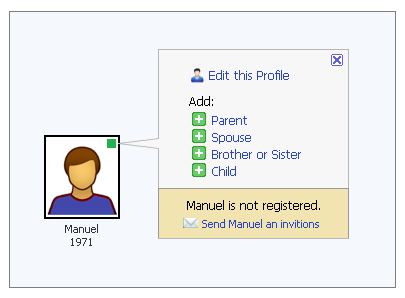 Edit this Profile
Add:
Parent
Spouse
Brother or Sister
Child
Manuel is not registered.
Send Manuel an invitions
Manuel
1971